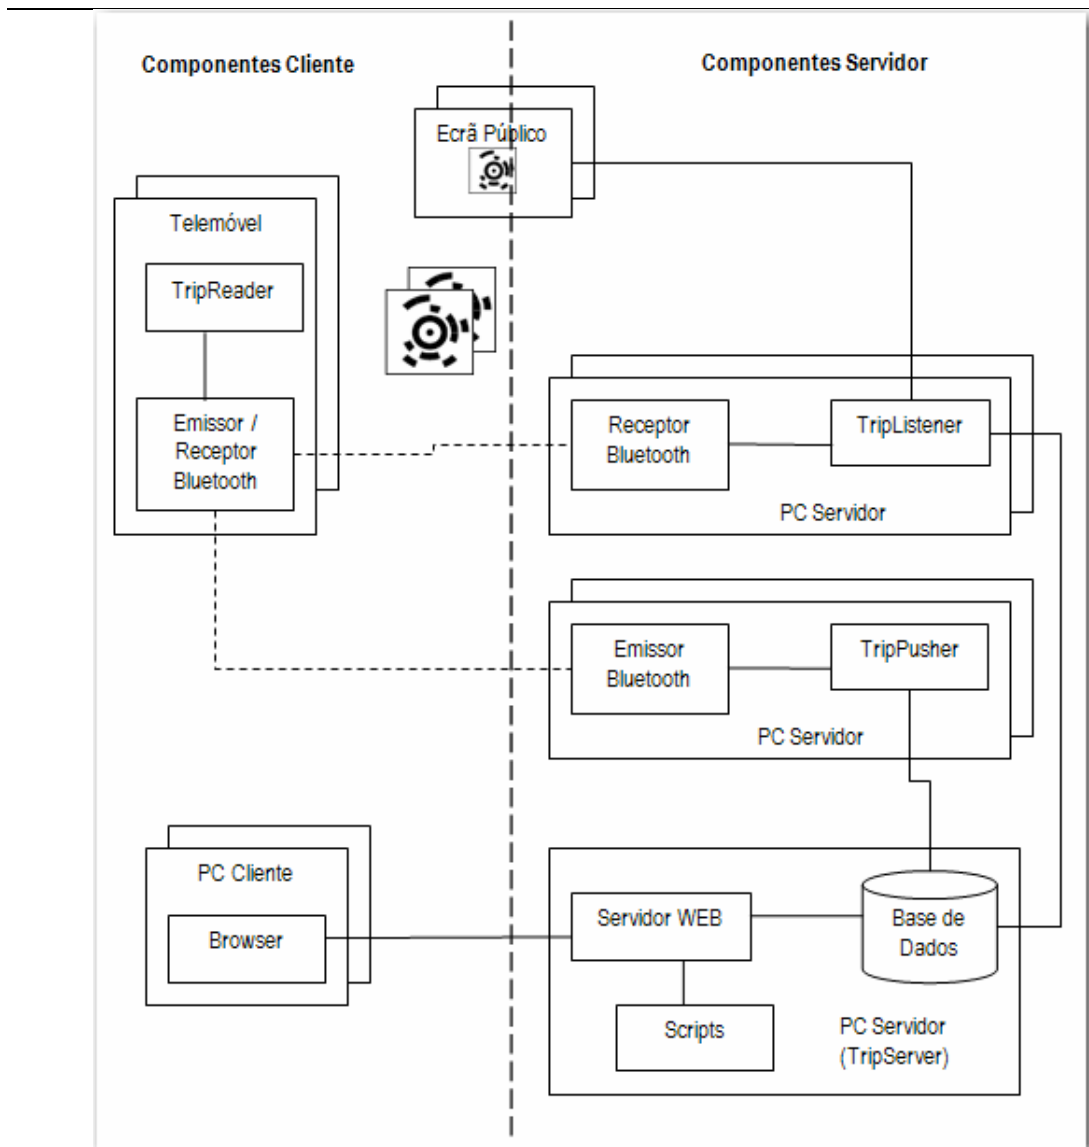 Componentes Cliente
Componentes Servidor
Ecrã Público
Telemóvel
TripReader
Emissor /
Receptor
Bluetooth
Receptor
Bluetooth
TripListener
PC Servidor
Emissor
Bluetooth
TripPusher
PC Servidor
PC Cliente
Browser
Servidor WEB
Base de
Dados
Scripts
PC Servidor
(TripServer)